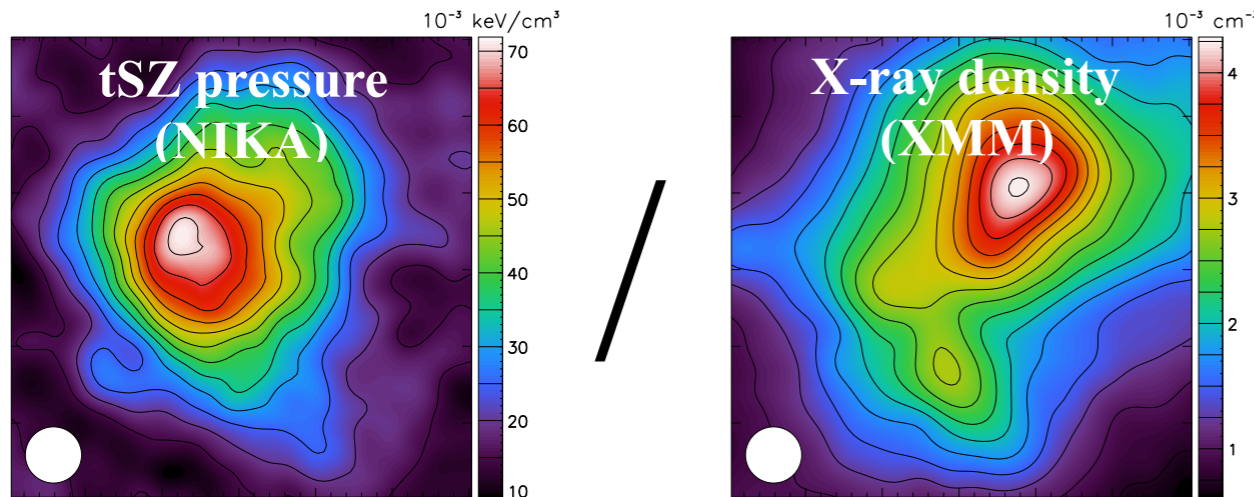 10⁻³ keV/cm³
tSZ pressure
(NIKA)
70
60
50
40
30
20
10
/
10⁻³ cm⁻³
X-ray density
(XMM)
4
3
2
1